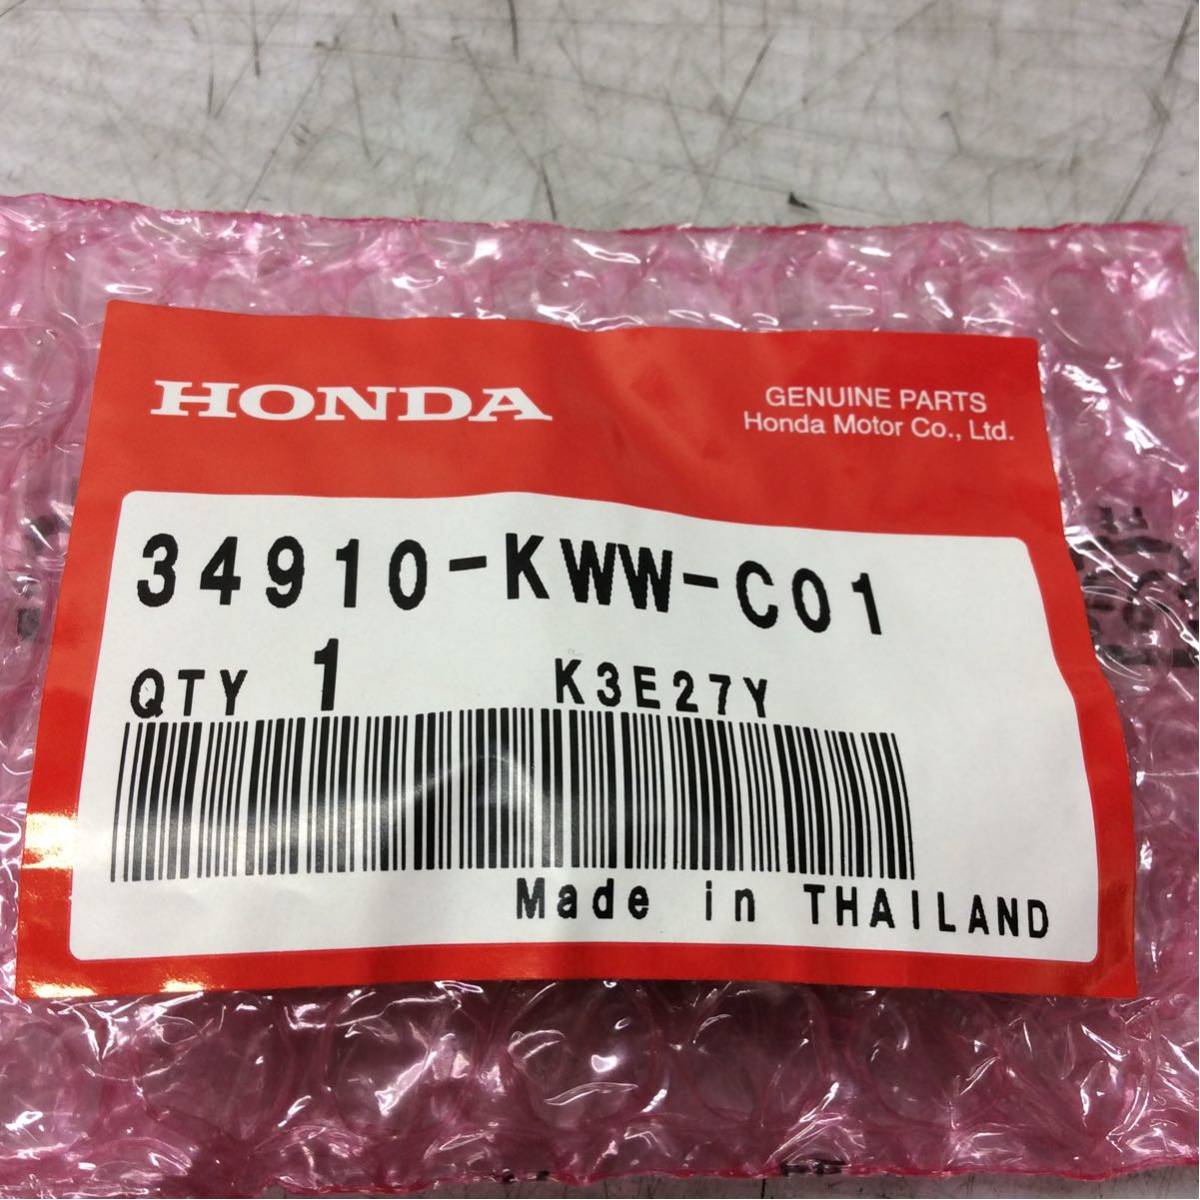 HONDA
GENUINE PARTS
Honda Motor Co., Ltd.
34910-KWW-C01
QTY 1 K3E27Y
Made in THAILAND